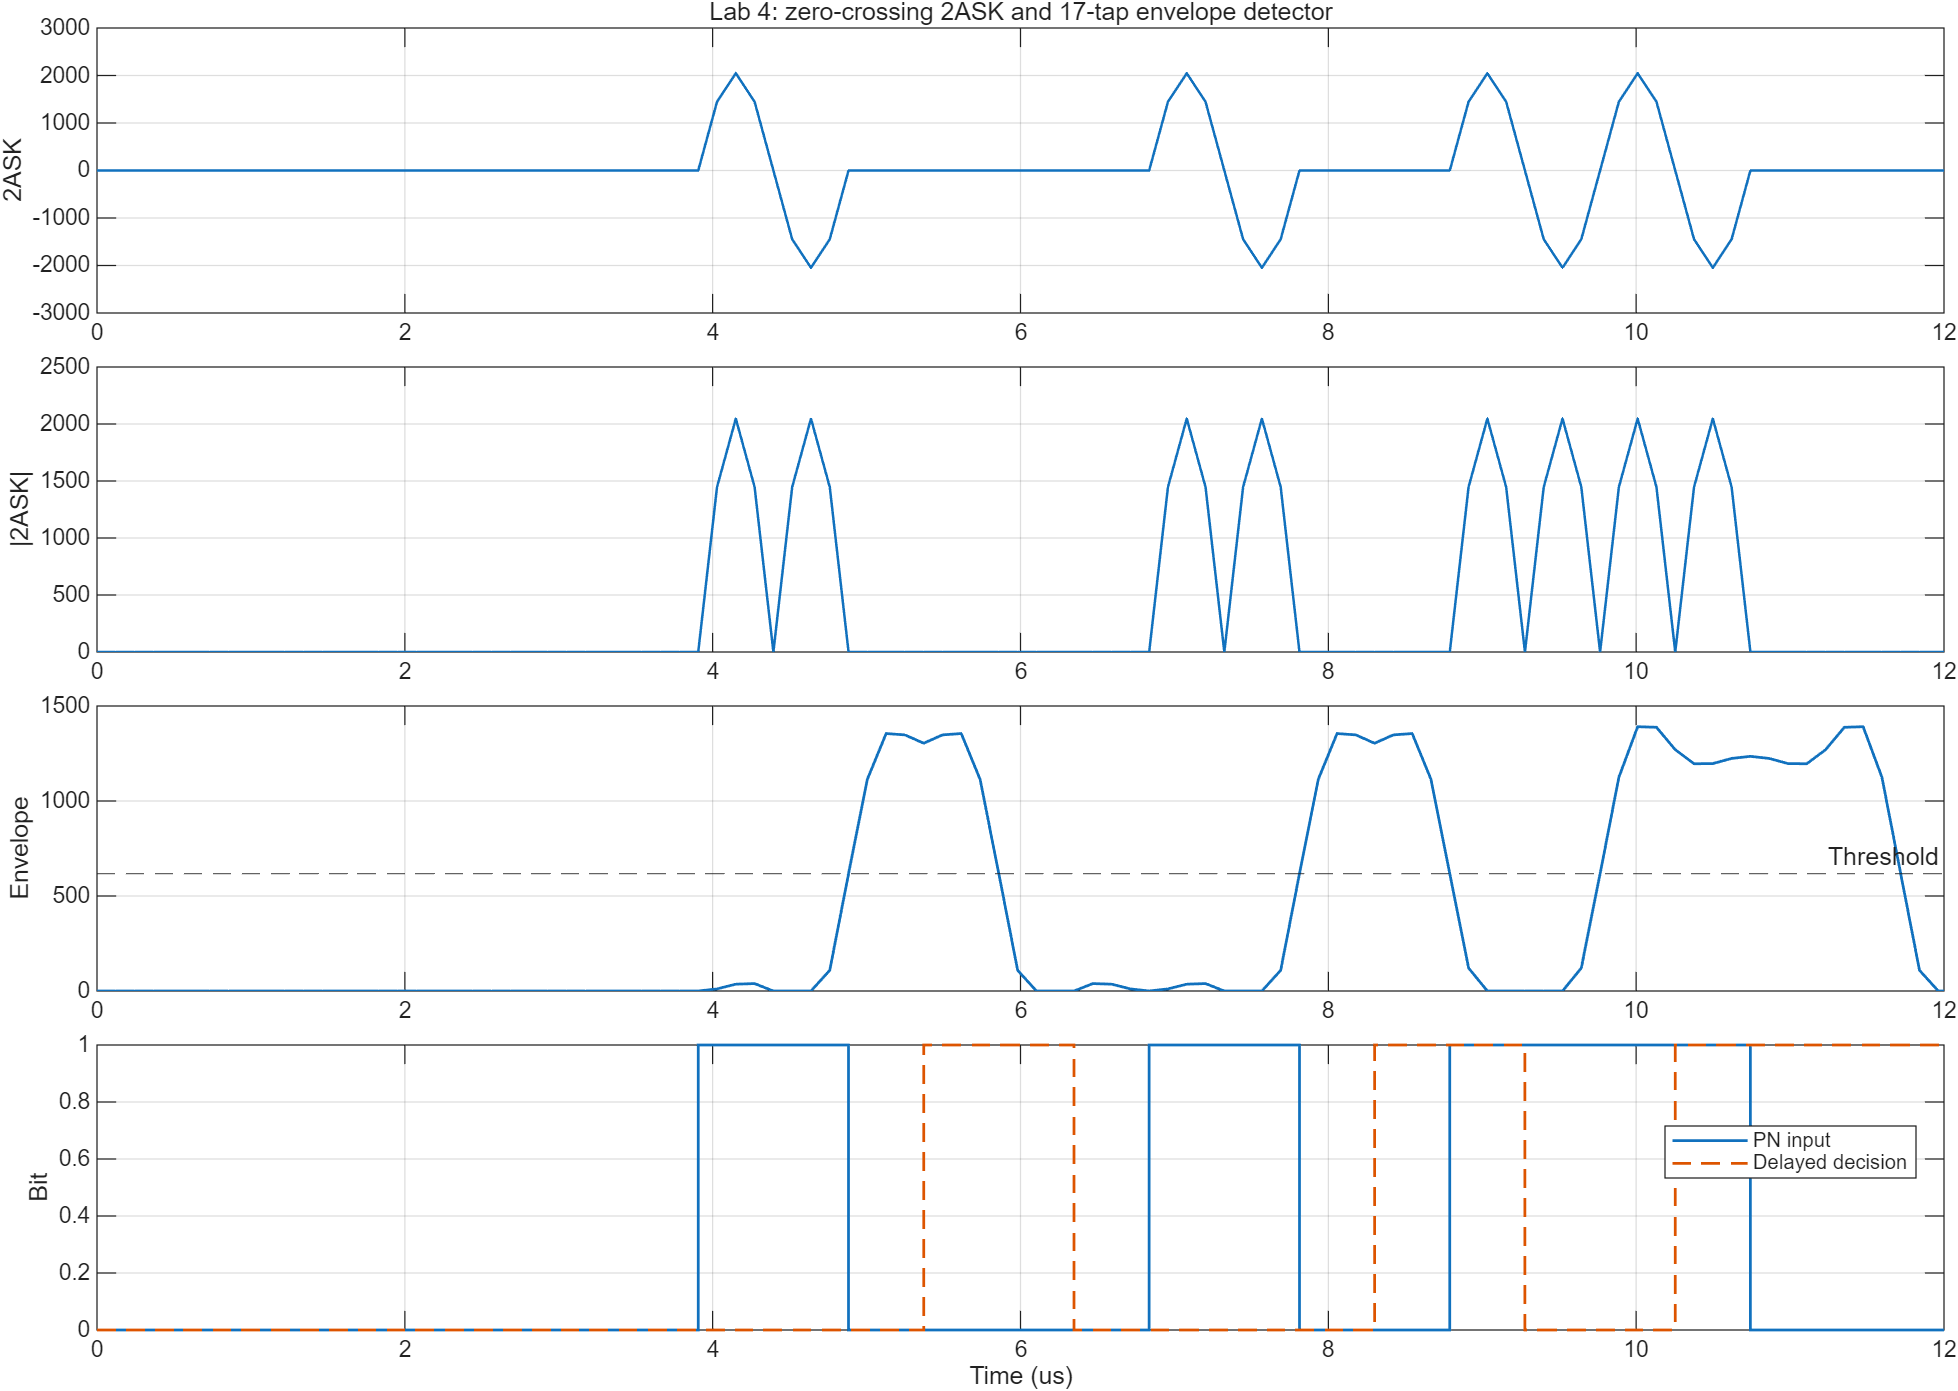 Lab 4: zero-crossing 2ASK and 17-tap envelope detector
3000
2000
1000
0
-1000
-2000
-3000
2ASK
0 2 4 6 8 10 12
2500
2000
1500
1000
500
0
|2ASK|
0 2 4 6 8 10 12
1500
1000
500
0
Envelope
Threshold
0 2 4 6 8 10 12
1
0.8
0.6
0.4
0.2
0
Bit
PN input
Delayed decision
0 2 4 6 8 10 12
Time (us)